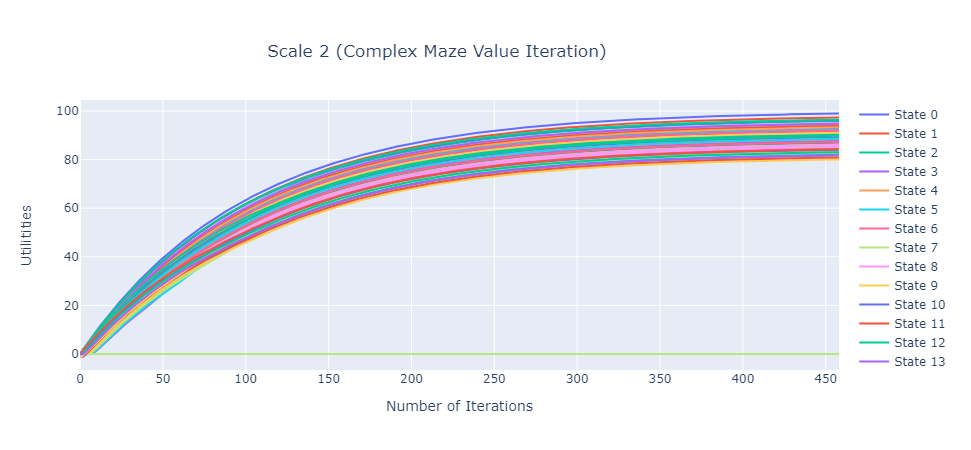 Scale 2 (Complex Maze Value Iteration)
Utilitities
100
80
60
40
20
0
0 50 100 150 200 250 300 350 400 450
Number of Iterations
State 0
State 1
State 2
State 3
State 4
State 5
State 6
State 7
State 8
State 9
State 10
State 11
State 12
State 13